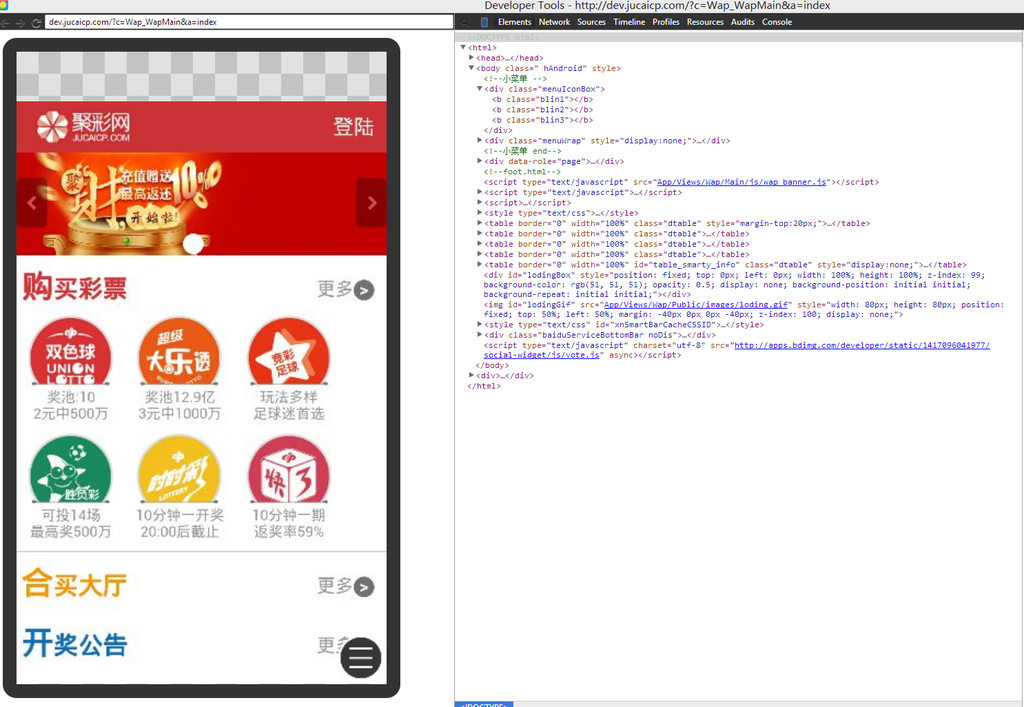 Developer Tools - http://dev.jucaicp.com/?c=Wap_WapMain&a=index
dev.jucaicp.com/?c=Wap_WapMain&a=index
Elements Network Sources Timeline Profiles Resources Audits Console
聚彩网
JUCAICP.COM
登陆
聚
充值赠送
最高返还
10%
开始啦!
购买彩票
更多
双色球
UNION
LOTTO
超级
大乐透
竞彩
足球
奖池:10
2元中500万
奖池12.9亿
3元中1000万
玩法多样
足球迷首选
胜负彩
时时彩
LOTTERY
快3
可投14场
最高奖500万
10分钟一开奖
20:00后截止
10分钟一期
返奖率59%
合买大厅
更多
开奖公告
更
<!DOCTYPE html>
<html>
<head>…</head>
<body class=" hAndroid" style>
<!--小菜单 -->
<div class="menuIconBox">
<b class="blin1"></b>
<b class="blin2"></b>
<b class="blin3"></b>
</div>
<div class="menuWrap" style="display:none;">…</div>
<!--小菜单 end-->
<div data-role="page">…</div>
<!--foot.html-->
<script type="text/javascript" src="App/Views/Wap/Main/js/wap_banner.js"></script>
<script type="text/javascript">…</script>
<script>…</script>
<style type="text/css">…</style>
<table border="0" width="100%" class="dtable" style="margin-top:20px;">…</table>
<table border="0" width="100%" class="dtable">…</table>
<table border="0" width="100%" class="dtable">…</table>
<table border="0" width="100%" class="dtable">…</table>
<table border="0" width="100%" id="table_smarty_info" class="dtable" style="display:none;">…</table>
<div id="lodingBox" style="position: fixed; top: 0px; left: 0px; width: 100%; height: 100%; z-index: 99;
background-color: rgb(51, 51, 51); opacity: 0.5; display: none; background-position: initial initial;
background-repeat: initial initial;"></div>
<img id="lodingGif" src="App/Views/Wap/Public/images/loding.gif" style="width: 80px; height: 80px; position:
fixed; top: 50%; left: 50%; margin: -40px 0px 0px -40px; z-index: 100; display: none;">
<style type="text/css" id="xnSmartBarCacheCSSID">…</style>
<div class="baiduServiceBottomBar noDis">…</div>
<script type="text/javascript" charset="utf-8" src="http://apps.bdimg.com/developer/static/1417096041977/
social-widget/js/vote.js" async></script>
</body>
<div>…</div>
</html>
<!DOCTYPE>